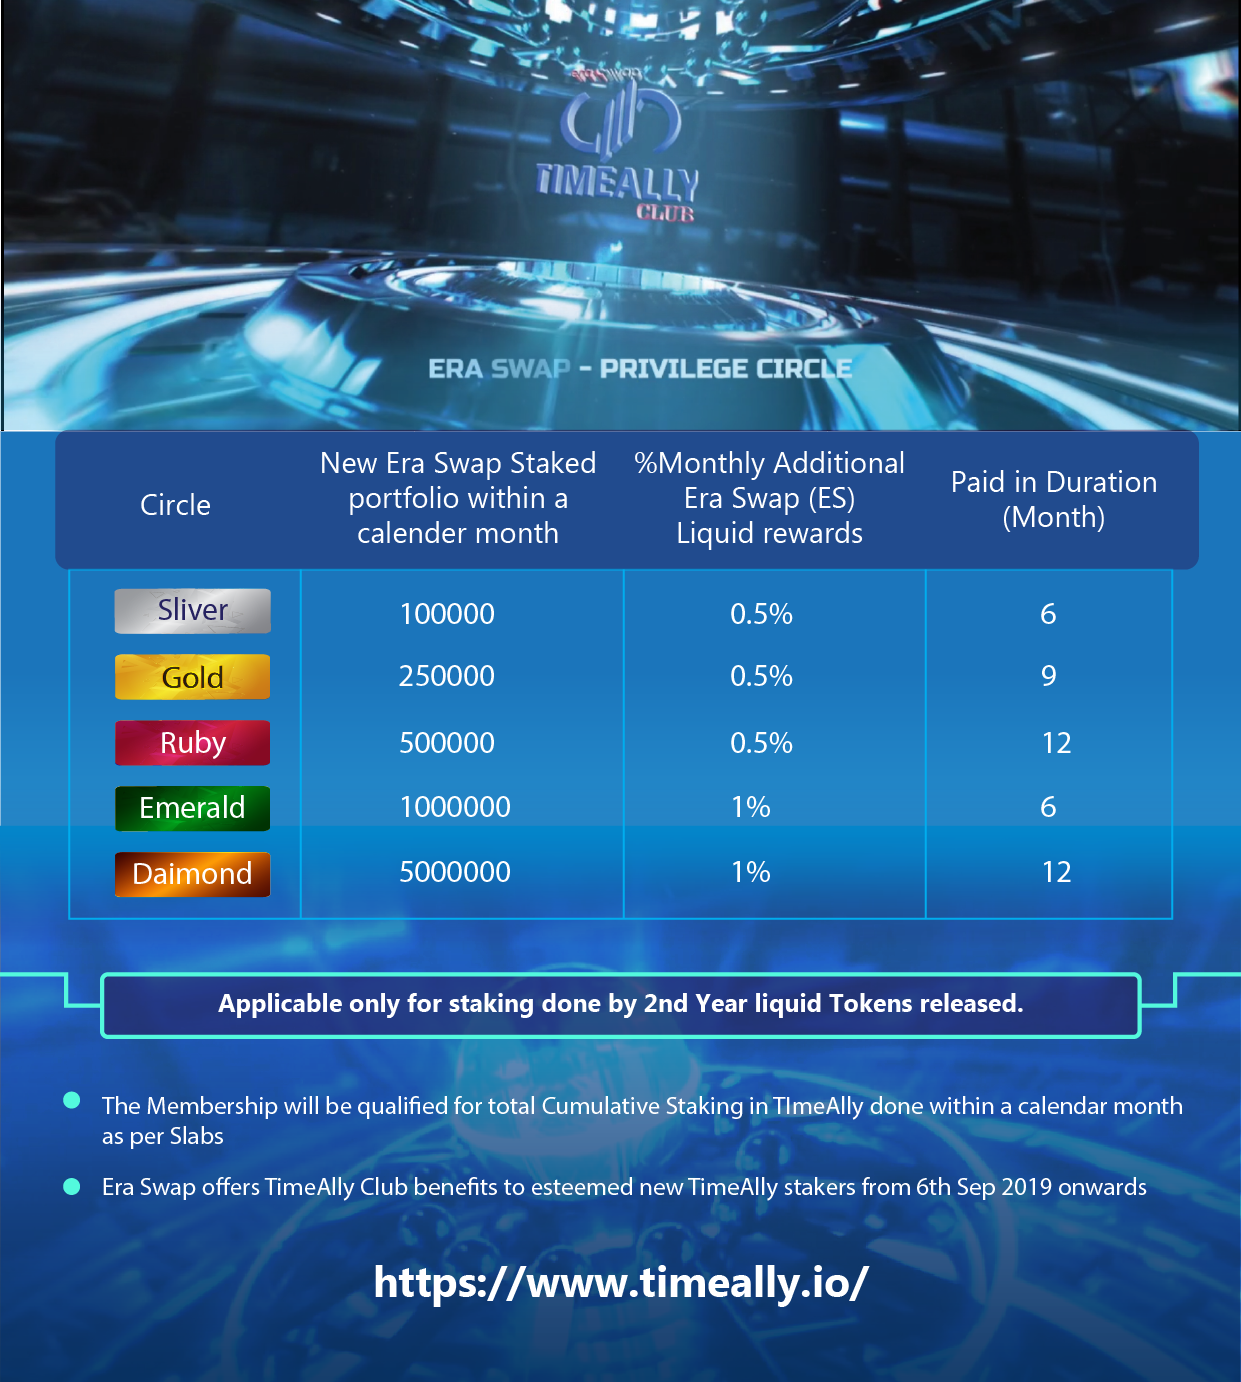 TIMEALLY
CLUB
ERA SWAP - PRIVILEGE CIRCLE
Circle
New Era Swap Staked
portfolio within a
calender month
%Monthly Additional
Era Swap (ES)
Liquid rewards
Paid in Duration
(Month)
Sliver 100000 0.5% 6
Gold 250000 0.5% 9
Ruby 500000 0.5% 12
Emerald 1000000 1% 6
Daimond 5000000 1% 12
Applicable only for staking done by 2nd Year liquid Tokens released.
The Membership will be qualified for total Cumulative Staking in TImeAlly done within a calendar month
as per Slabs
Era Swap offers TimeAlly Club benefits to esteemed new TimeAlly stakers from 6th Sep 2019 onwards
https://www.timeally.io/